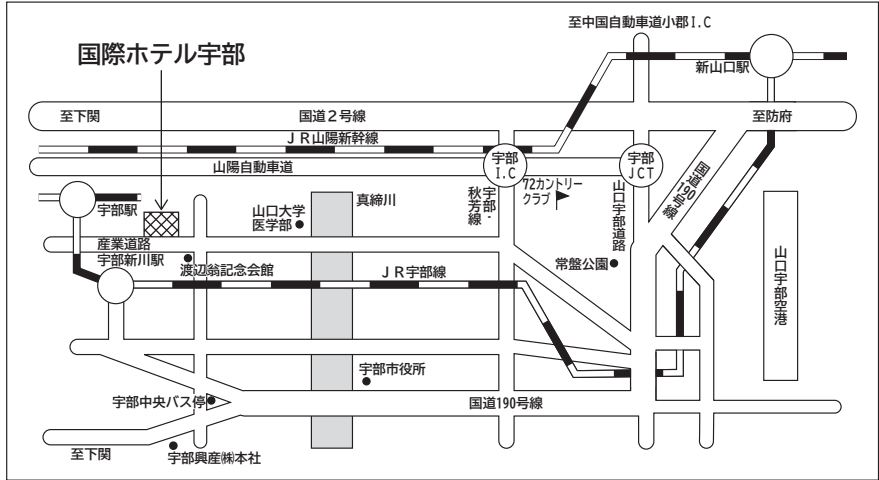 至中国自動車道小郡I.C
国際ホテル宇部
新山口駅
至下関
国道2号線
至防府
JR山陽新幹線
山陽自動車道
宇部
I.C
宇部
JCT
国道190号線
宇部・
秋芳線
72カントリー
クラブ
山口宇部道路
宇部駅
山口大学
医学部
真締川
産業道路
宇部新川駅
渡辺翁記念会館
JR宇部線
常盤公園
山口宇部空港
宇部市役所
宇部中央バス停
国道190号線
至下関
宇部興産㈱本社